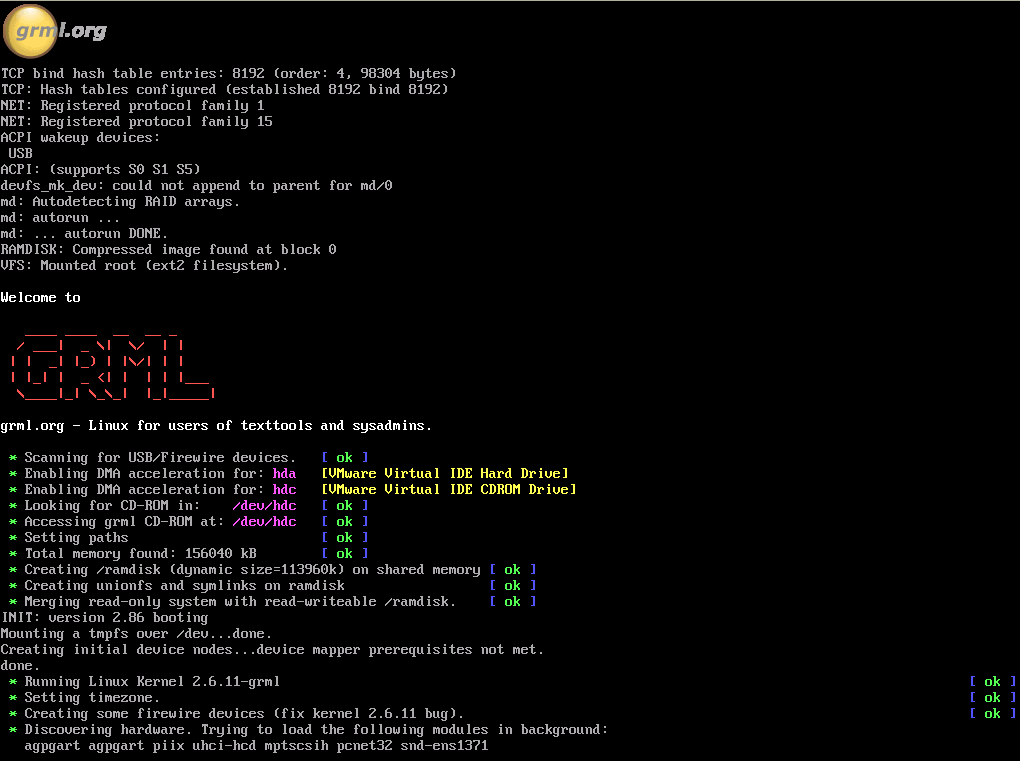 grml.org
TCP bind hash table entries: 8192 (order: 4, 98304 bytes)
TCP: Hash tables configured (established 8192 bind 8192)
NET: Registered protocol family 1
NET: Registered protocol family 15
ACPI wakeup devices:
USB
ACPI: (supports S0 S1 S5)
devfs_mk_dev: could not append to parent for md/0
md: Autodetecting RAID arrays.
md: autorun ...
md: ... autorun DONE.
RAMDISK: Compressed image found at block 0
VFS: Mounted root (ext2 filesystem).
Welcome to
GRML
grml.org - Linux for users of texttools and sysadmins.
* Scanning for USB/Firewire devices. [ ok ]
* Enabling DMA acceleration for: hda [VMware Virtual IDE Hard Drive]
* Enabling DMA acceleration for: hdc [VMware Virtual IDE CDROM Drive]
* Looking for CD-ROM in: /dev/hdc [ ok ]
* Accessing grml CD-ROM at: /dev/hdc [ ok ]
* Setting paths [ ok ]
* Total memory found: 156040 kB [ ok ]
* Creating /ramdisk (dynamic size=113960k) on shared memory [ ok ]
* Creating unionfs and symlinks on ramdisk [ ok ]
* Merging read-only system with read-writeable /ramdisk. [ ok ]
INIT: version 2.86 booting
Mounting a tmpfs over /dev...done.
Creating initial device nodes...device mapper prerequisites not met.
done.
* Running Linux Kernel 2.6.11-grml [ ok ]
* Setting timezone. [ ok ]
* Creating some firewire devices (fix kernel 2.6.11 bug). [ ok ]
* Discovering hardware. Trying to load the following modules in background:
agpgart agpgart piix uhci-hcd mptscsih pcnet32 snd-ens1371